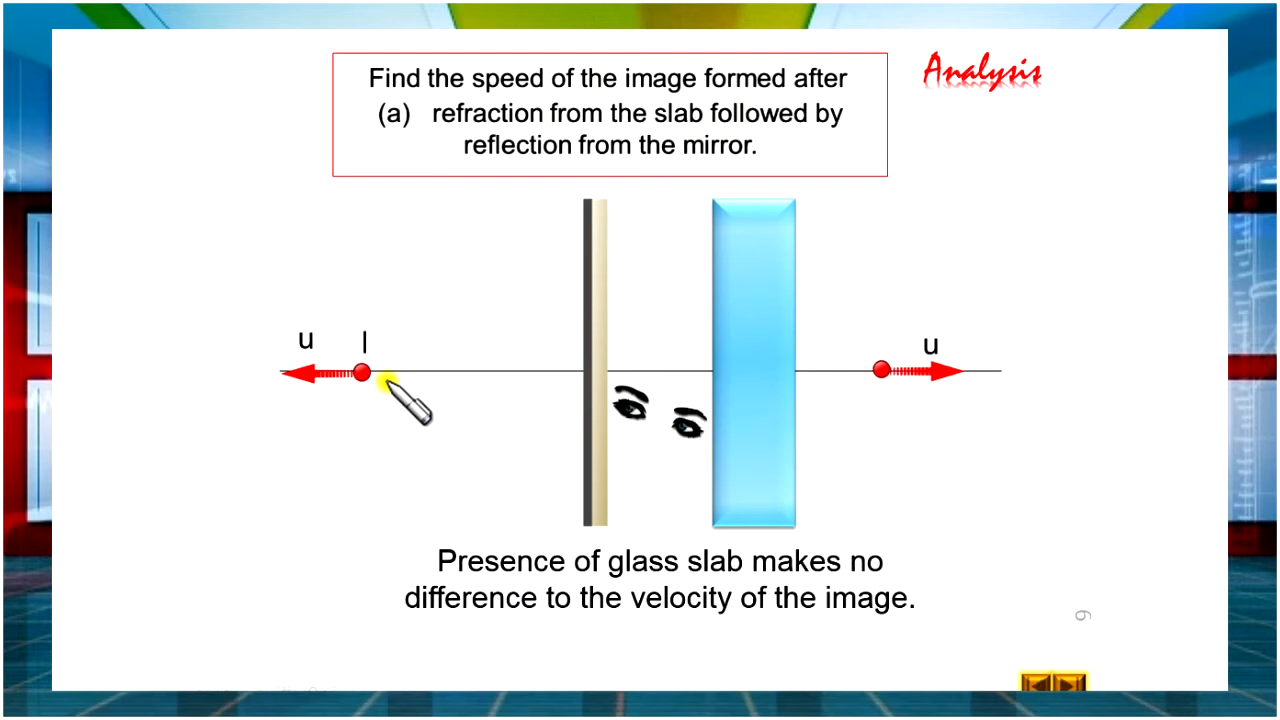 Find the speed of the image formed after
(a) refraction from the slab followed by
reflection from the mirror.
Analysis
u
I
u
Presence of glass slab makes no
difference to the velocity of the image.
9